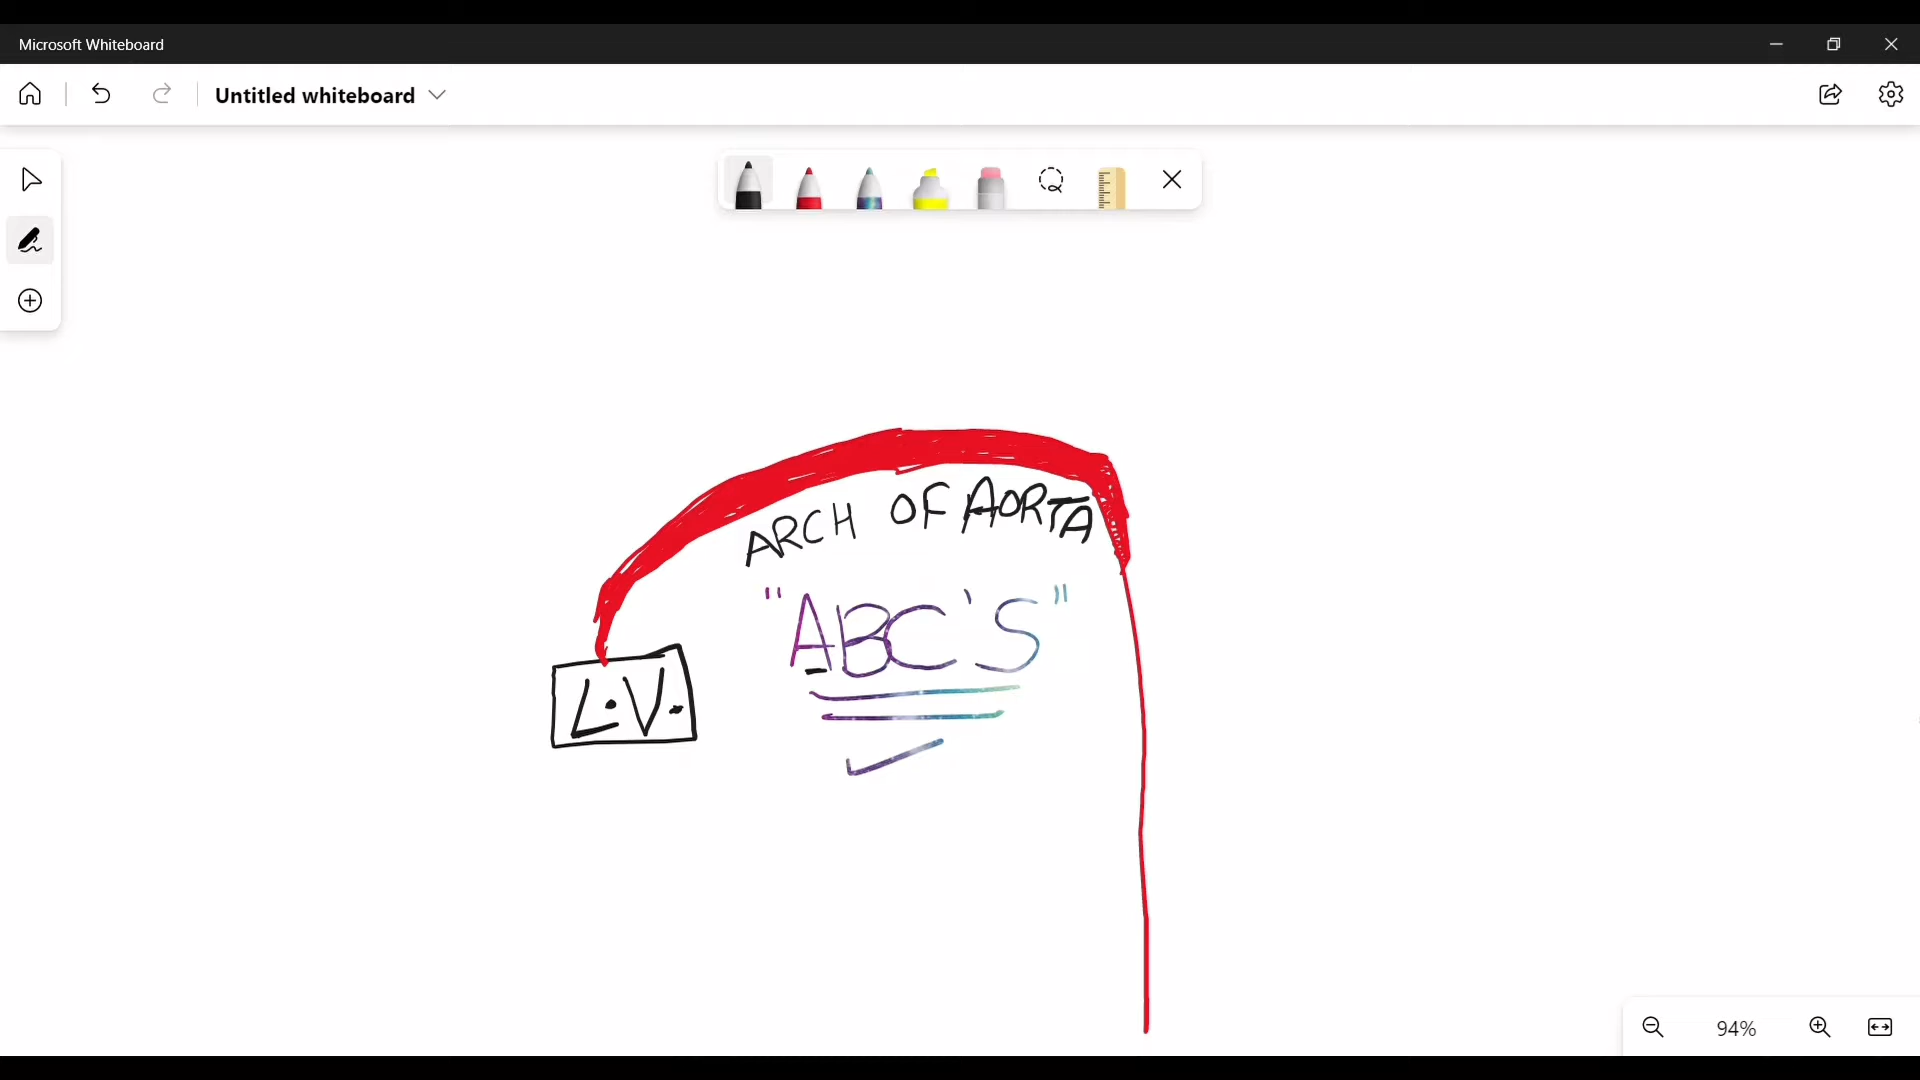 Microsoft Whiteboard
Untitled whiteboard
ARCH OF AORTA
"ABC'S"
L.V.
94%